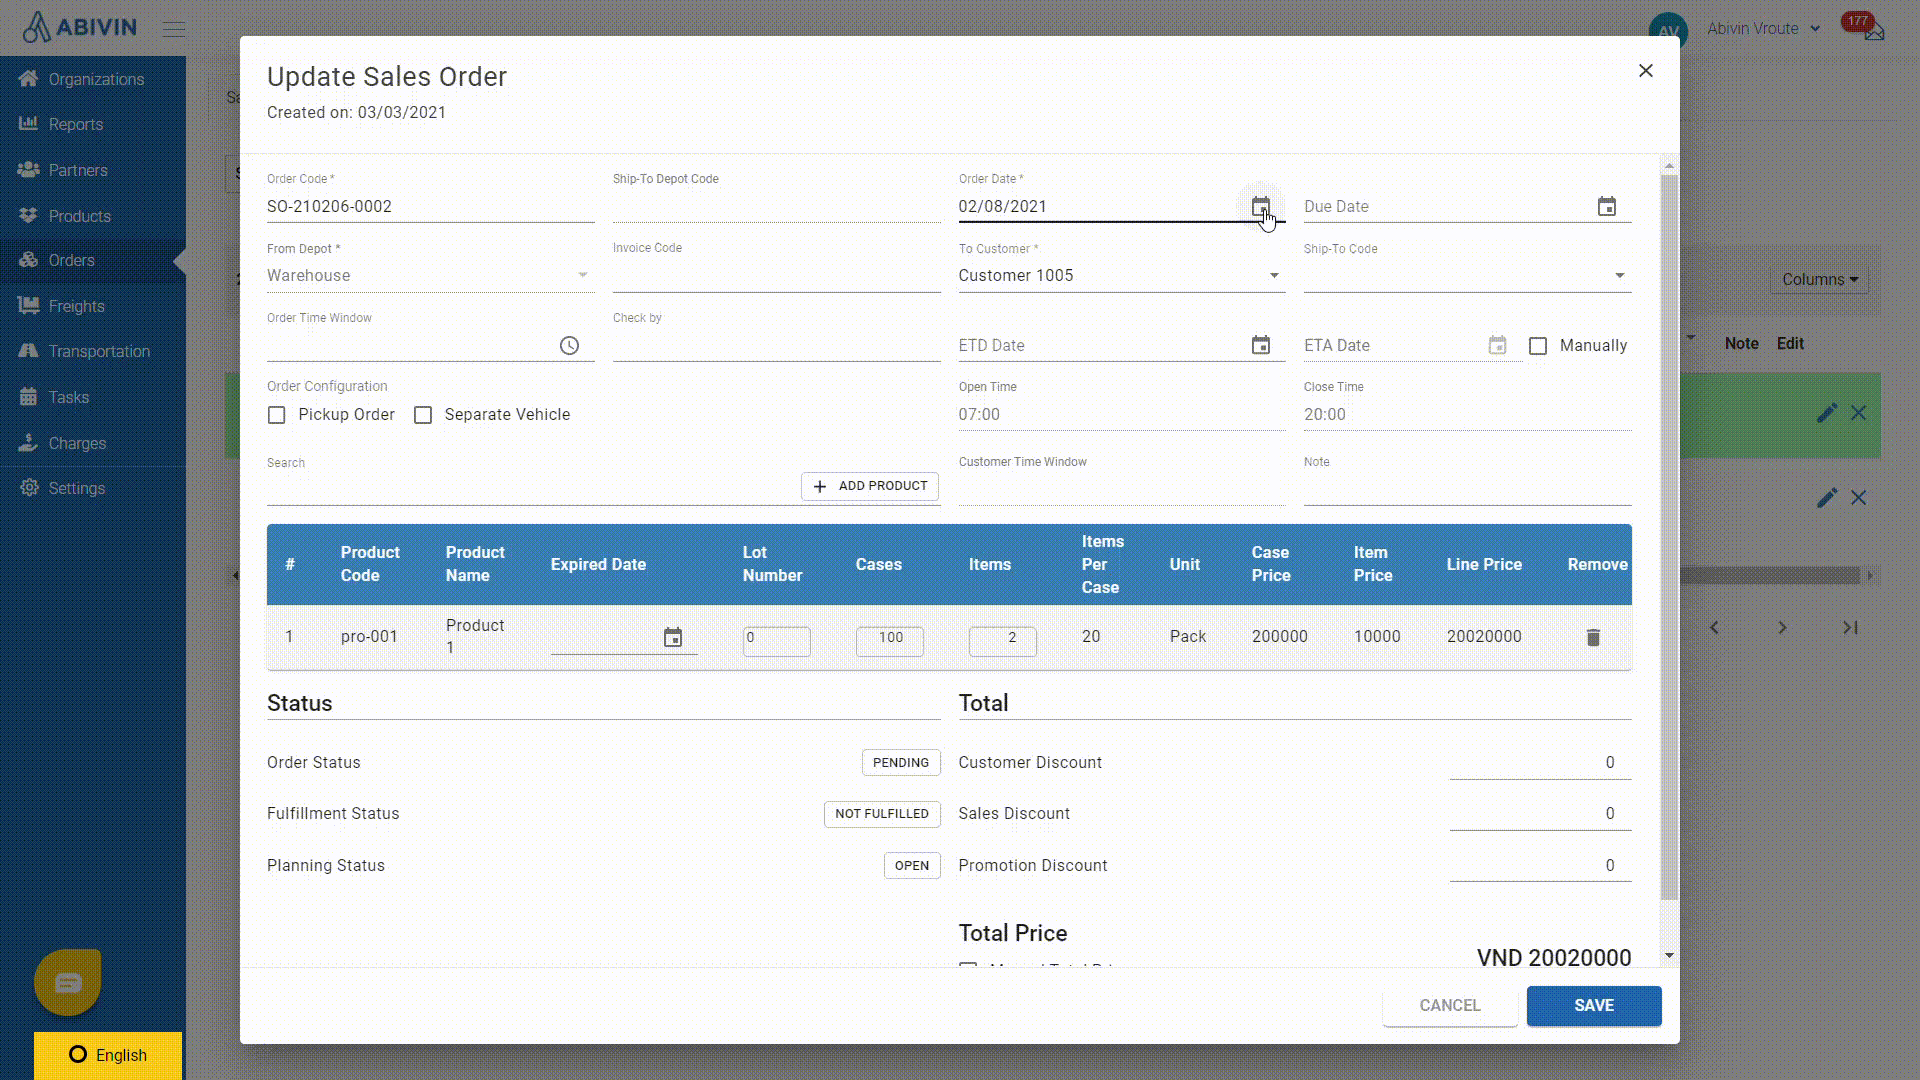 ABIVIN
Abivin Vroute
177
Organizations
Reports
Partners
Products
Orders
Freights
Transportation
Tasks
Charges
Settings
English
Update Sales Order
Created on: 03/03/2021
Order Code *
Ship-To Depot Code
Order Date *
SO-210206-0002
02/08/2021
Due Date
From Depot *
Invoice Code
To Customer *
Ship-To Code
Warehouse
Customer 1005
Order Time Window
Check by
ETD Date
ETA Date
Manually
Order Configuration
Open Time
Close Time
Pickup Order
Separate Vehicle
07:00
20:00
Search
ADD PRODUCT
Customer Time Window
Note
# Product Code Product Name Expired Date Lot Number Cases Items Items Per Case Unit Case Price Item Price Line Price Remove
1 pro-001 Product 1 0 100 2 20 Pack 200000 10000 20020000
Status
Total
Order Status PENDING
Customer Discount 0
Fulfillment Status NOT FULFILLED
Sales Discount 0
Planning Status OPEN
Promotion Discount 0
Total Price
VND 20020000
CANCEL
SAVE
Columns
Note Edit